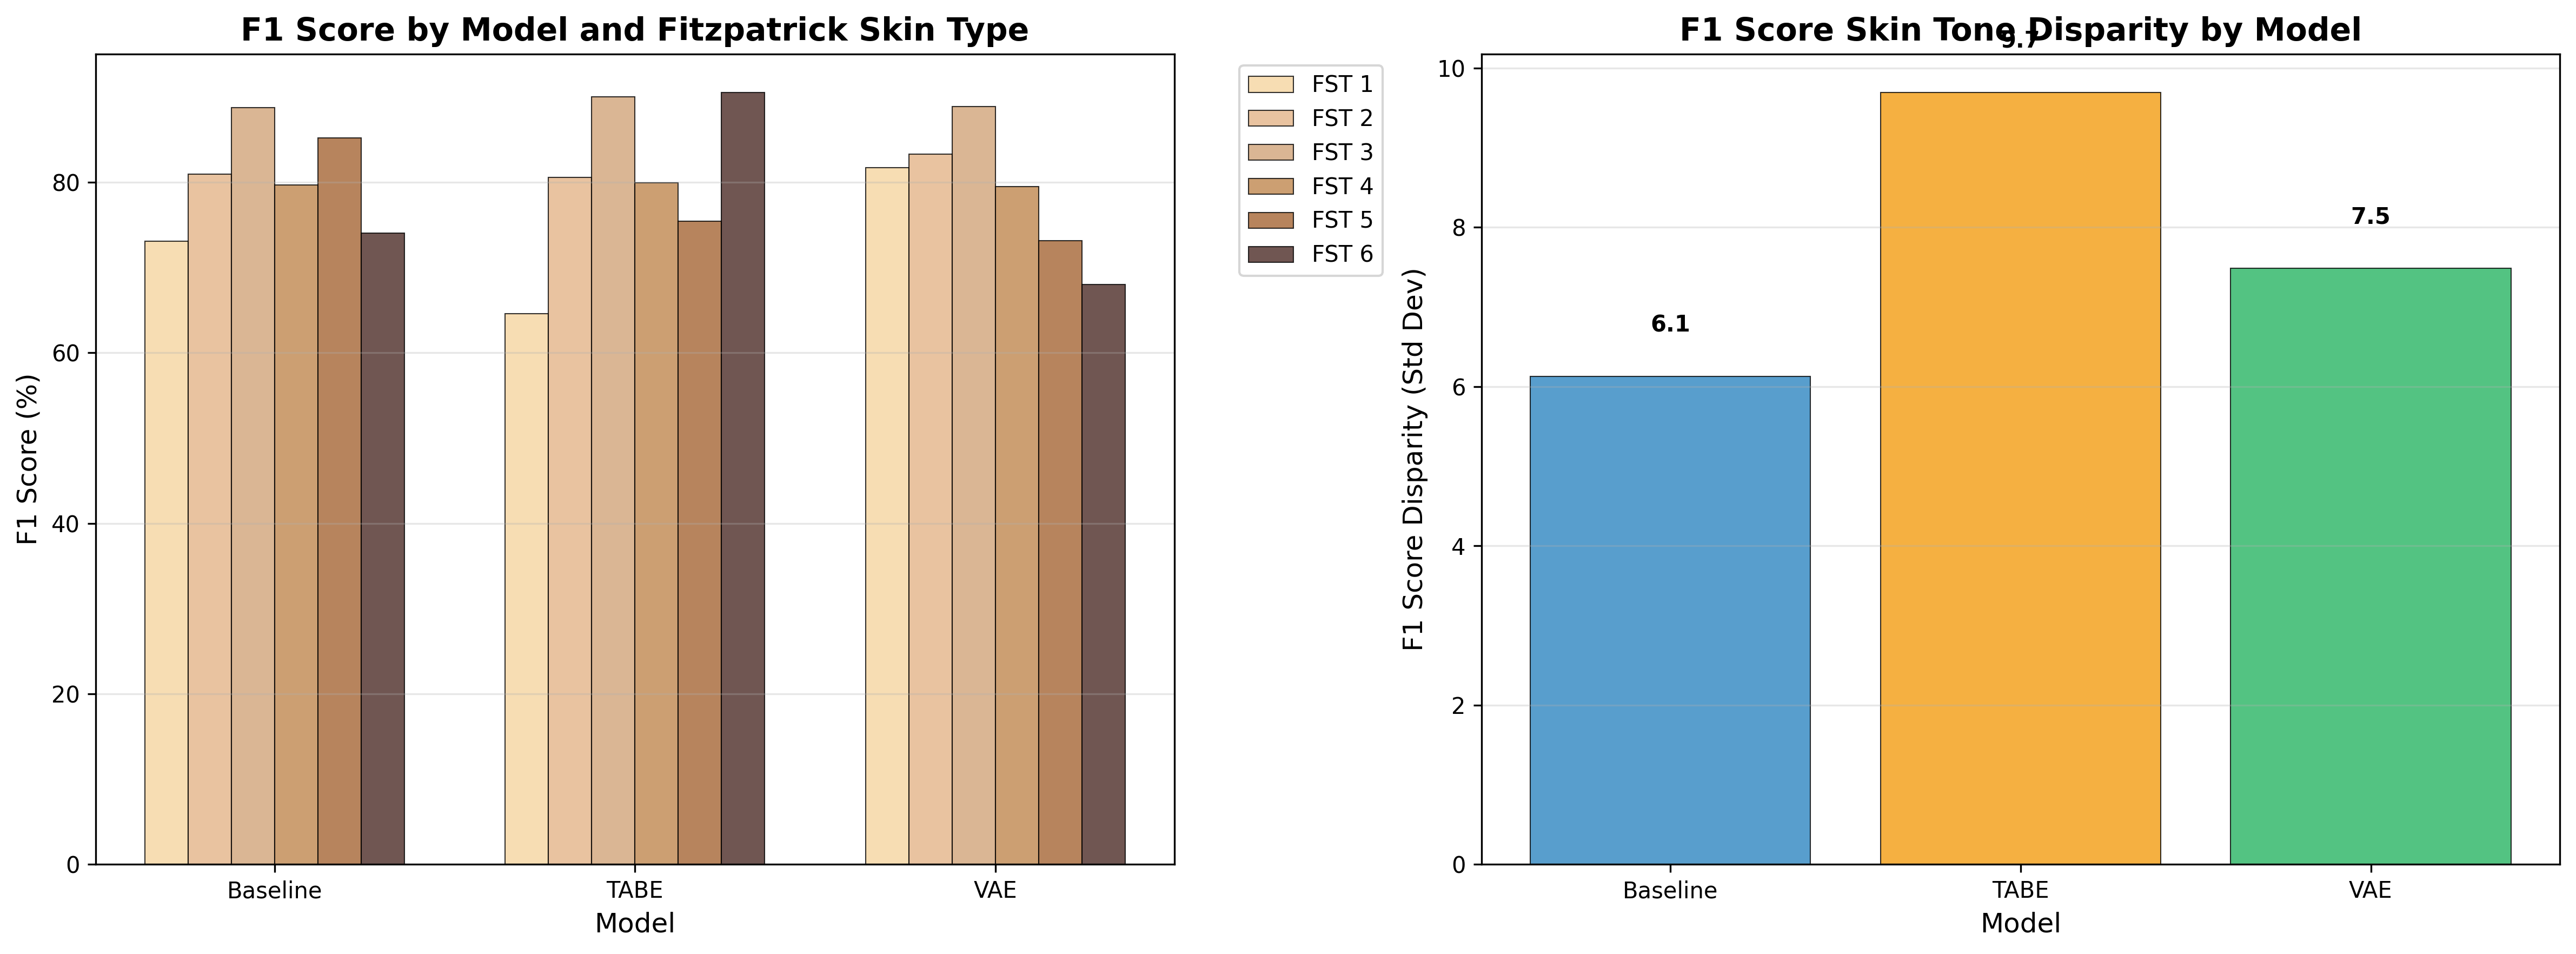 F1 Score by Model and Fitzpatrick Skin Type
F1 Score (%)
80
60
40
20
0
Baseline
TABE
VAE
Model
FST 1
FST 2
FST 3
FST 4
FST 5
FST 6
F1 Score Skin Tone Disparity by Model
9.7
F1 Score Disparity (Std Dev)
10
8
6
4
2
0
6.1
7.5
Baseline
TABE
VAE
Model